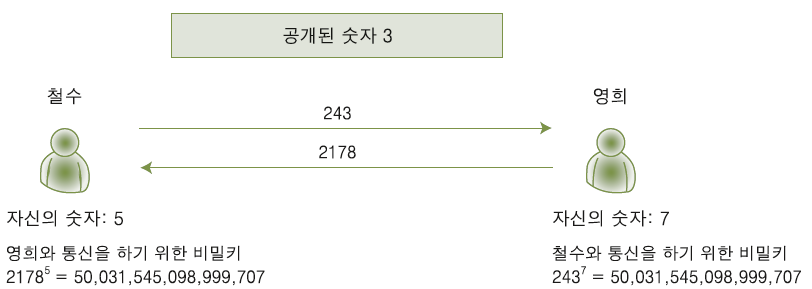 공개된 숫자 3
철수
영희
243
2178
자신의 숫자: 5
자신의 숫자: 7
영희와 통신을 하기 위한 비밀키
2178⁵ = 50,031,545,098,999,707
철수와 통신을 하기 위한 비밀키
243⁷ = 50,031,545,098,999,707